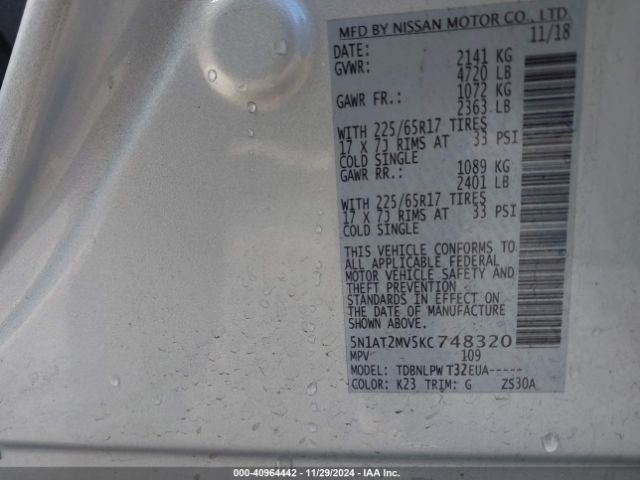 MFD BY NISSAN MOTOR CO., LTD.
DATE: 11/18
GVWR: 2141 KG
4720 LB
GAWR FR.: 1072 KG
2363 LB
WITH 225/65R17 TIRES
17 X 7J RIMS AT 33 PSI
COLD SINGLE
GAWR RR.: 1089 KG
2401 LB
WITH 225/65R17 TIRES
17 X 7J RIMS AT 33 PSI
COLD SINGLE
THIS VEHICLE CONFORMS TO
ALL APPLICABLE FEDERAL
MOTOR VEHICLE SAFETY AND
THEFT PREVENTION
STANDARDS IN EFFECT ON
THE DATE OF MANUFACTURE
SHOWN ABOVE.
5N1AT2MV5KC748320
MPV 109
MODEL: TDBNLPW T32EUA-----
COLOR: K23 TRIM: G ZS30A
000-40964442 - 11/29/2024 - IAA Inc.